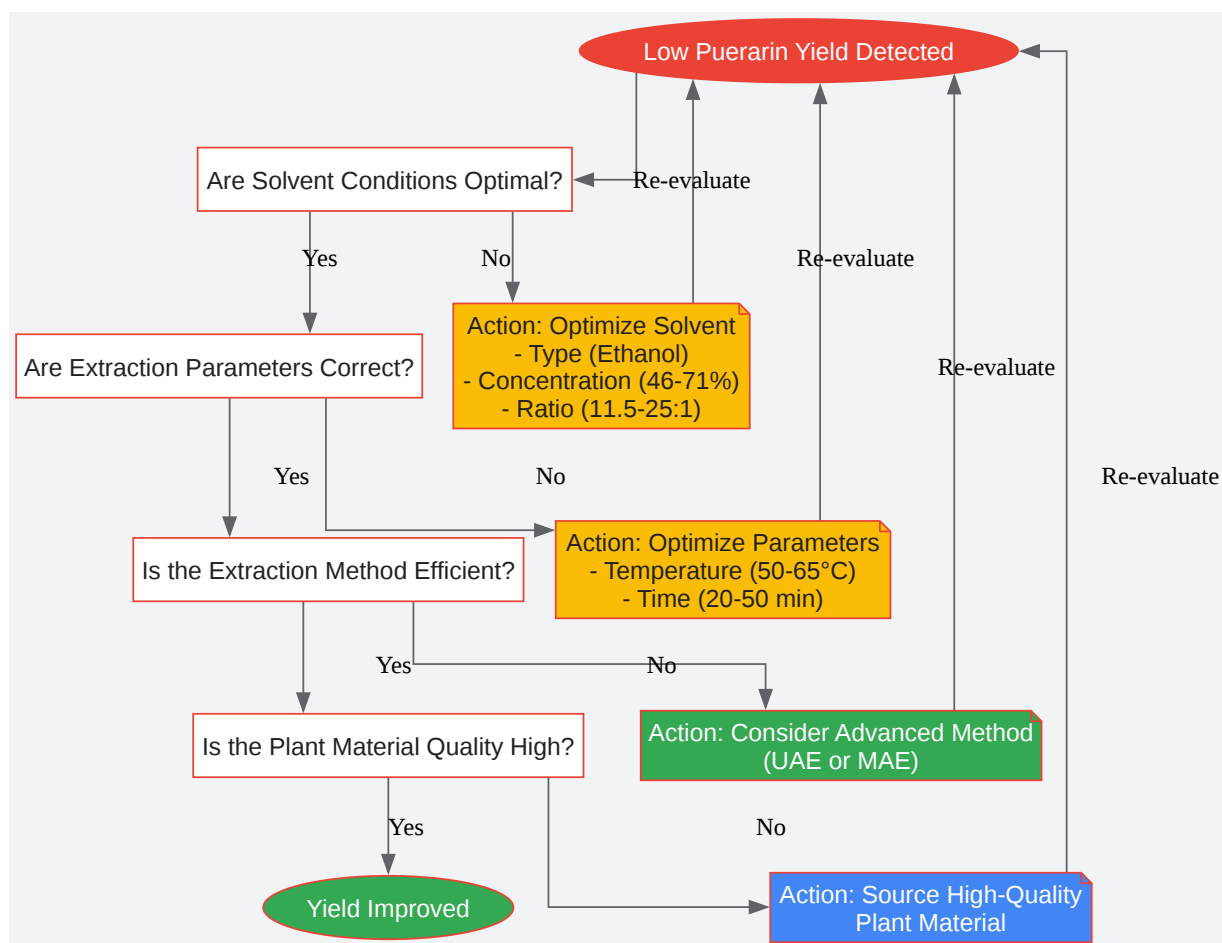 Low Puerarin Yield Detected
Are Solvent Conditions Optimal?
Re-evaluate
Yes
No
Re-evaluate
Action: Optimize Solvent
- Type (Ethanol)
- Concentration (46-71%)
- Ratio (11.5-25:1)
Are Extraction Parameters Correct?
Re-evaluate
Yes
No
Re-evaluate
Action: Optimize Parameters
- Temperature (50-65°C)
- Time (20-50 min)
Is the Extraction Method Efficient?
Yes
No
Action: Consider Advanced Method
(UAE or MAE)
Is the Plant Material Quality High?
Yes
No
Action: Source High-Quality
Plant Material
Yield Improved